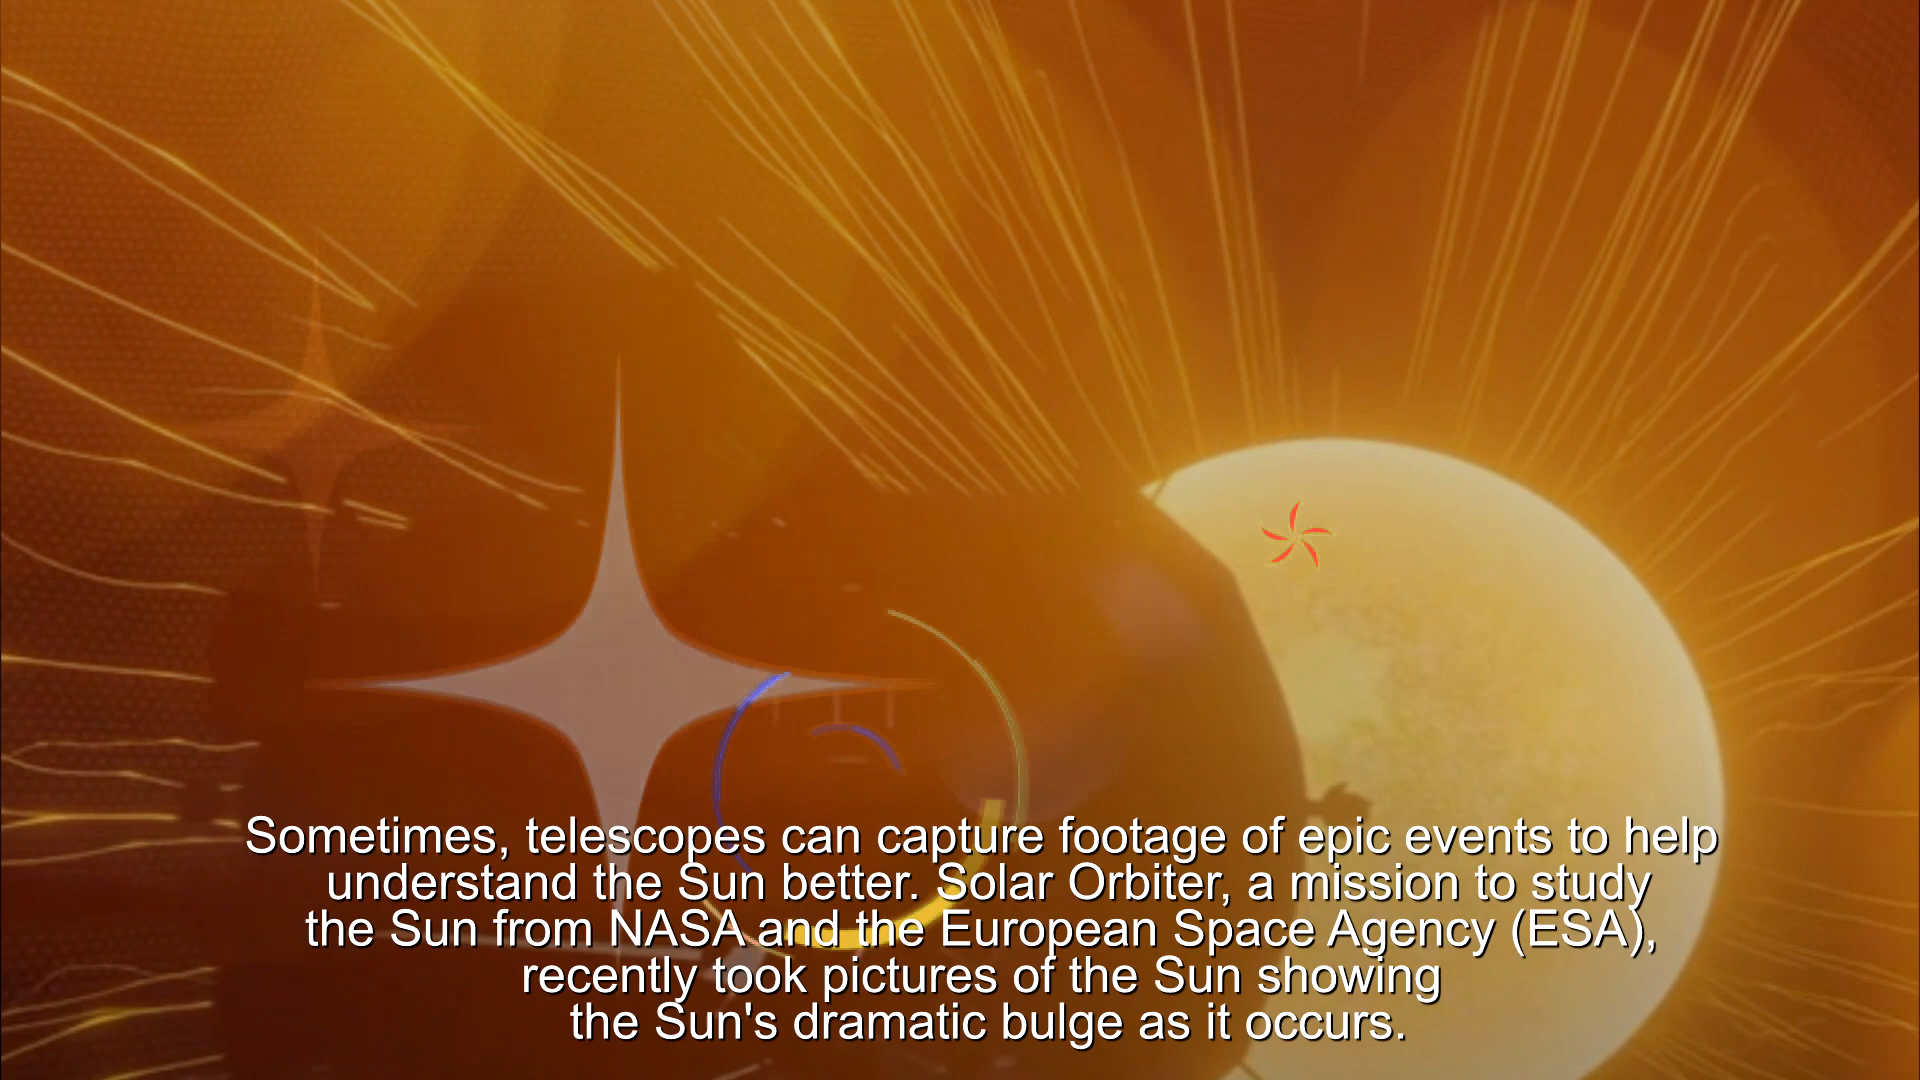 Sometimes, telescopes can capture footage of epic events to help
understand the Sun better. Solar Orbiter, a mission to study
the Sun from NASA and the European Space Agency (ESA),
recently took pictures of the Sun showing
the Sun's dramatic bulge as it occurs.